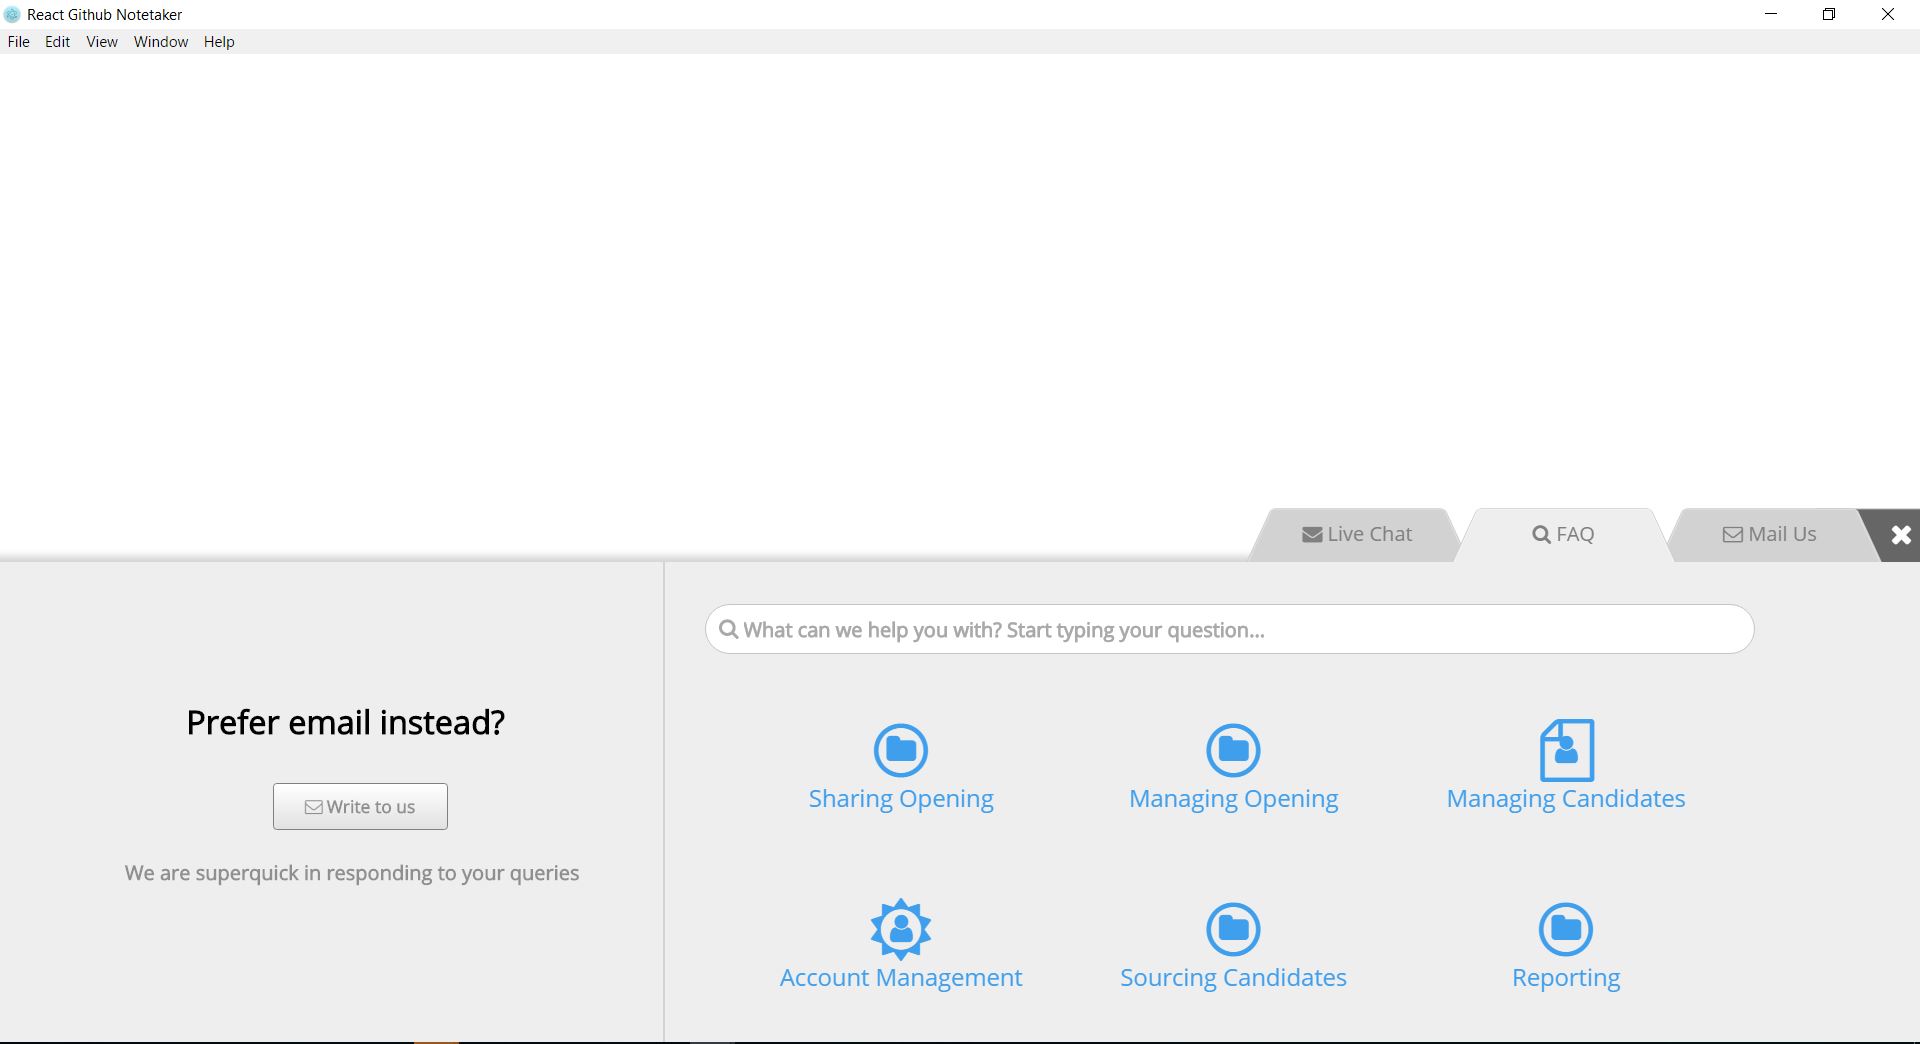 React Github Notetaker
File Edit View Window Help
Live Chat FAQ Mail Us
What can we help you with? Start typing your question...
Prefer email instead?
Write to us
We are superquick in responding to your queries
Sharing Opening Managing Opening Managing Candidates
Account Management Sourcing Candidates Reporting